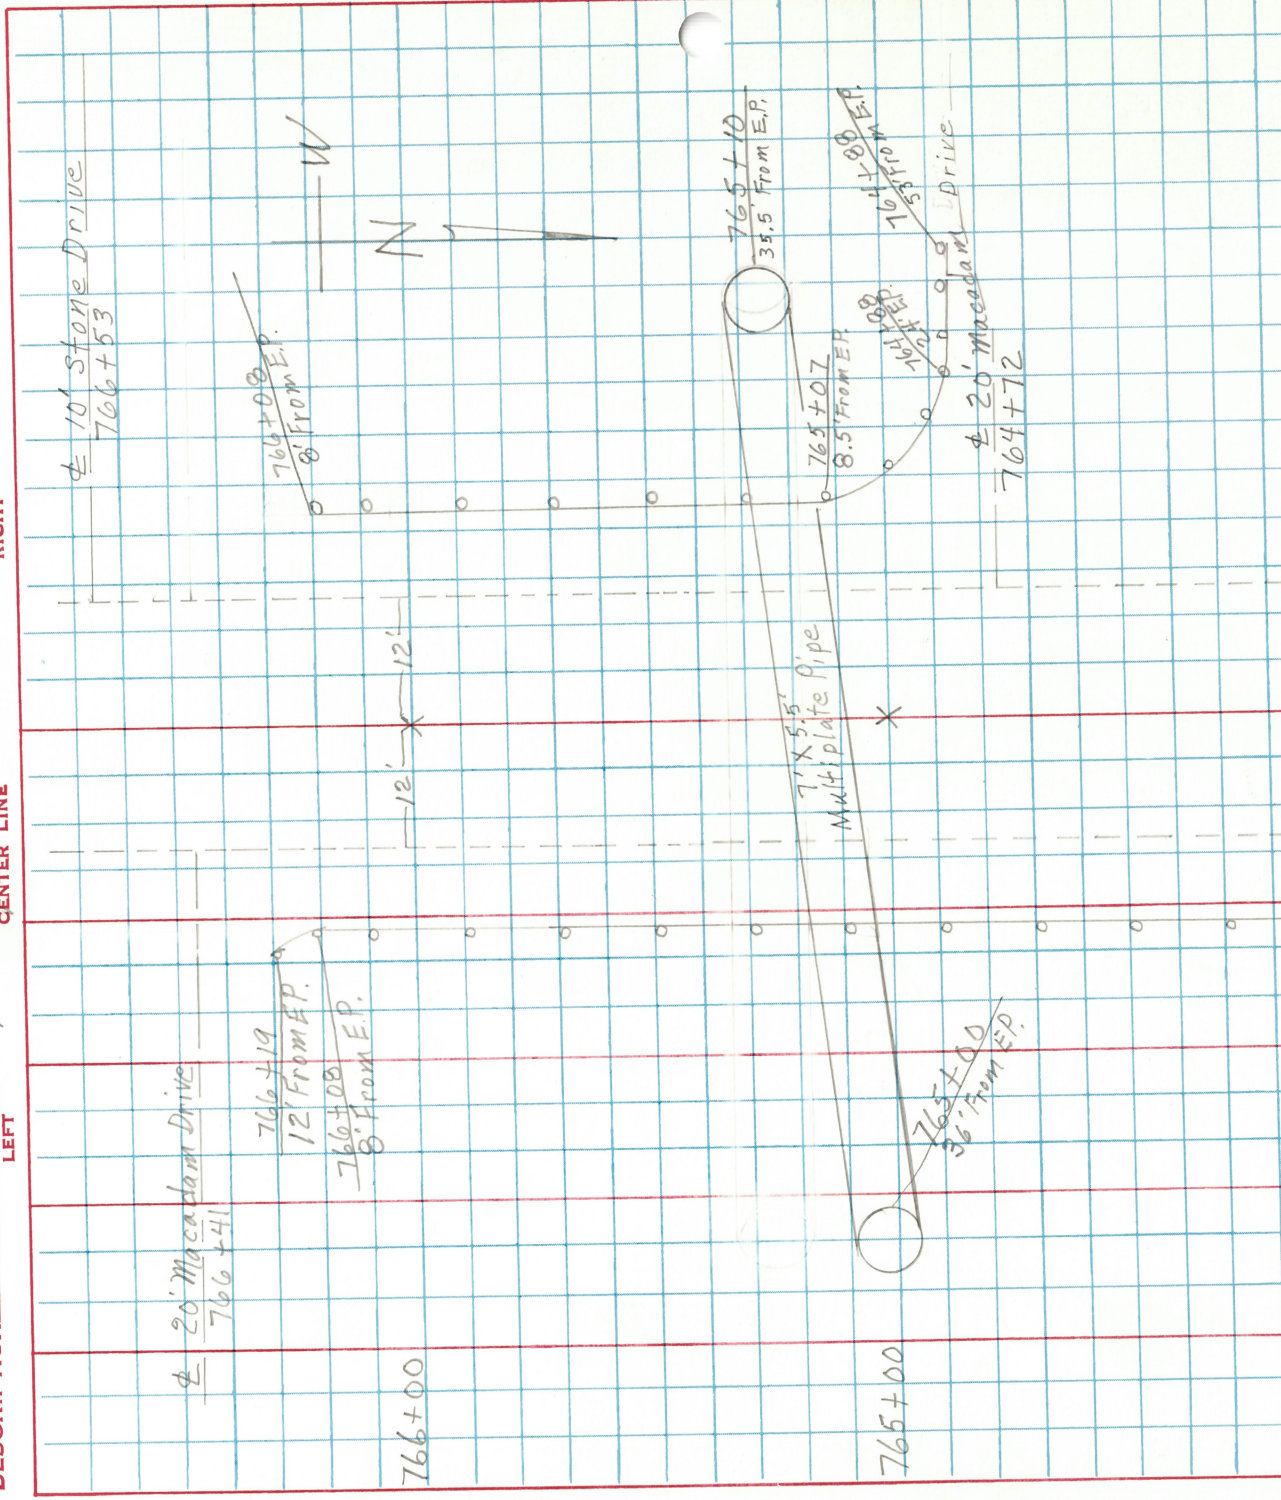 RIGHT
CENTER LINE
LEFT
℄ 10' Stone Drive
766+53
W
N
766+08
8' From E.P.
765+10
35.5' From E.P.
164+88
53' From E.P.
164+88
24' E.P.
765+07
8.5' From E.P.
℄ 20' Macadam Drive
764+72
12' X 12'
7' X 5.5'
Multiplate Pipe
X
℄ 20' Macadam Drive
766+41
766+19
12' From E.P.
766+08
8' From E.P.
765+00
36' From E.P.
766+00
765+00